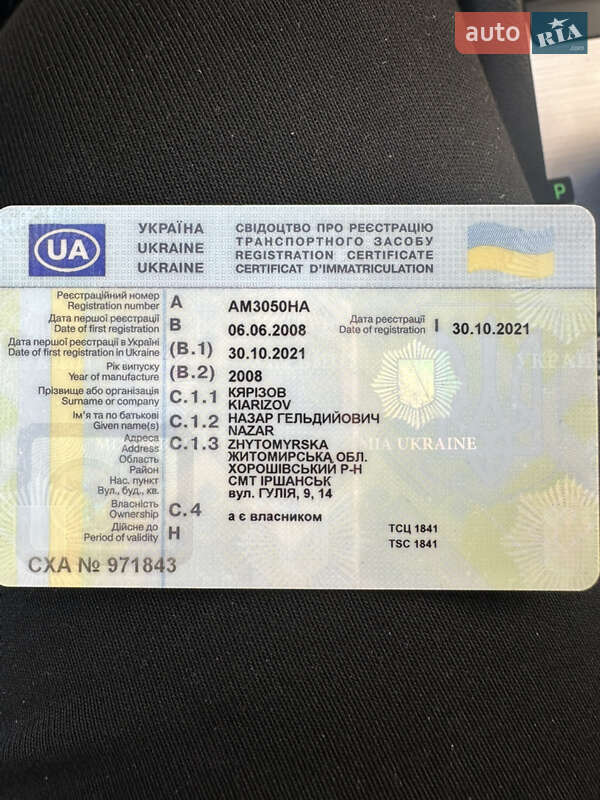 auto RIA .com
P
UA
УКРАЇНА
UKRAINE
UKRAINE
СВІДОЦТВО ПРО РЕЄСТРАЦІЮ
ТРАНСПОРТНОГО ЗАСОБУ
REGISTRATION CERTIFICATE
CERTIFICAT D'IMMATRICULATION
Реєстраційний номер
Registration number A AM3050HA
Дата першої реєстрації
Date of first registration B 06.06.2008
Дата реєстрації
Date of registration I 30.10.2021
Дата першої реєстрації в Україні
Date of first registration in Ukraine (B.1) 30.10.2021
Рік випуску
Year of manufacture (B.2) 2008
Прізвище або організація
Surname or company C.1.1 КЯРІЗОВ
KIARIZOV
Ім'я та по батькові
Given name(s) C.1.2 НАЗАР ГЕЛЬДИЙОВИЧ
NAZAR
Адреса
Address C.1.3 ZHYTOMYRSKA
Область ЖИТОМИРСЬКА ОБЛ.
Район ХОРОШІВСЬКИЙ Р-Н
Нас. пункт СМТ ІРШАНСЬК
Вул., буд., кв. вул. ГУЛІЯ, 9, 14
MIA UKRAINE
Власність
Ownership C.4 а є власником
Дійсне до
Period of validity H
ТСЦ 1841
TSC 1841
СХА № 971843